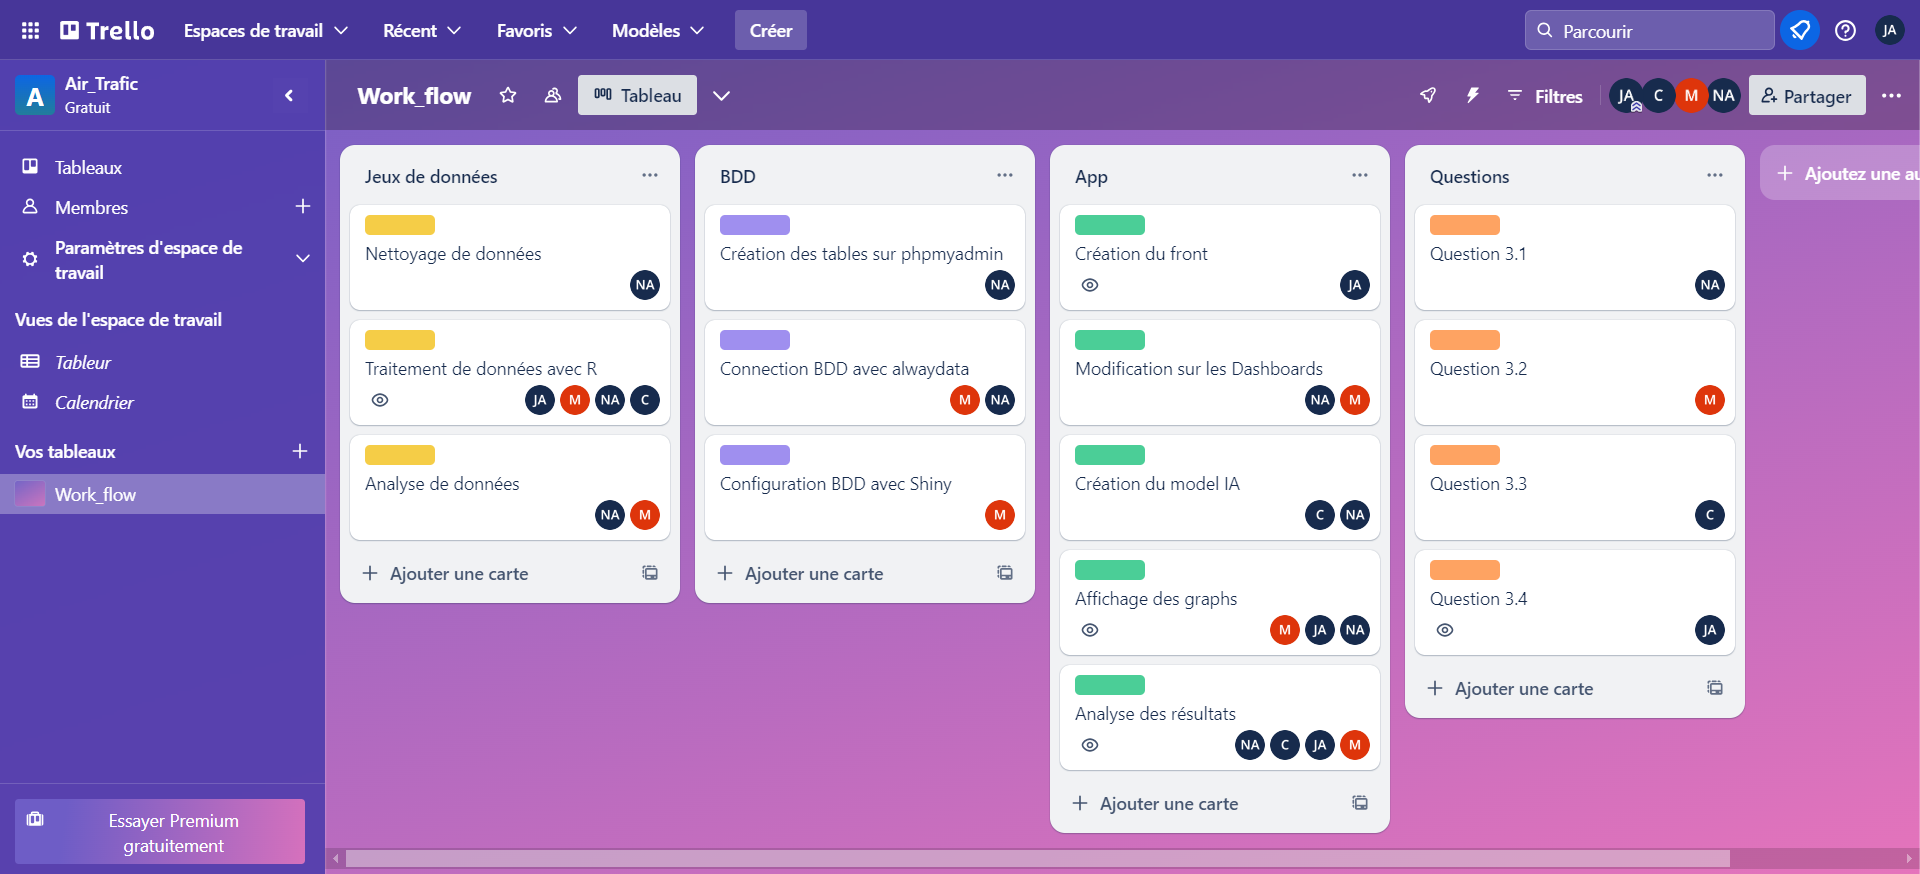 Trello
Espaces de travail
Récent
Favoris
Modèles
Créer
Parcourir
JA
A
Air_Trafic
Gratuit
Tableaux
Membres
Paramètres d'espace de
travail
Vues de l'espace de travail
Tableur
Calendrier
Vos tableaux
Work_flow
Essayer Premium
gratuitement
Work_flow
Tableau
Filtres
JA C M NA
Partager
Jeux de données
Nettoyage de données
NA
Traitement de données avec R
JA M NA C
Analyse de données
NA M
Ajouter une carte
BDD
Création des tables sur phpmyadmin
NA
Connection BDD avec alwaydata
M NA
Configuration BDD avec Shiny
M
Ajouter une carte
App
Création du front
JA
Modification sur les Dashboards
NA M
Création du model IA
C NA
Affichage des graphs
M JA NA
Analyse des résultats
NA C JA M
Ajouter une carte
Questions
Question 3.1
NA
Question 3.2
M
Question 3.3
C
Question 3.4
JA
Ajouter une carte
Ajoutez une au